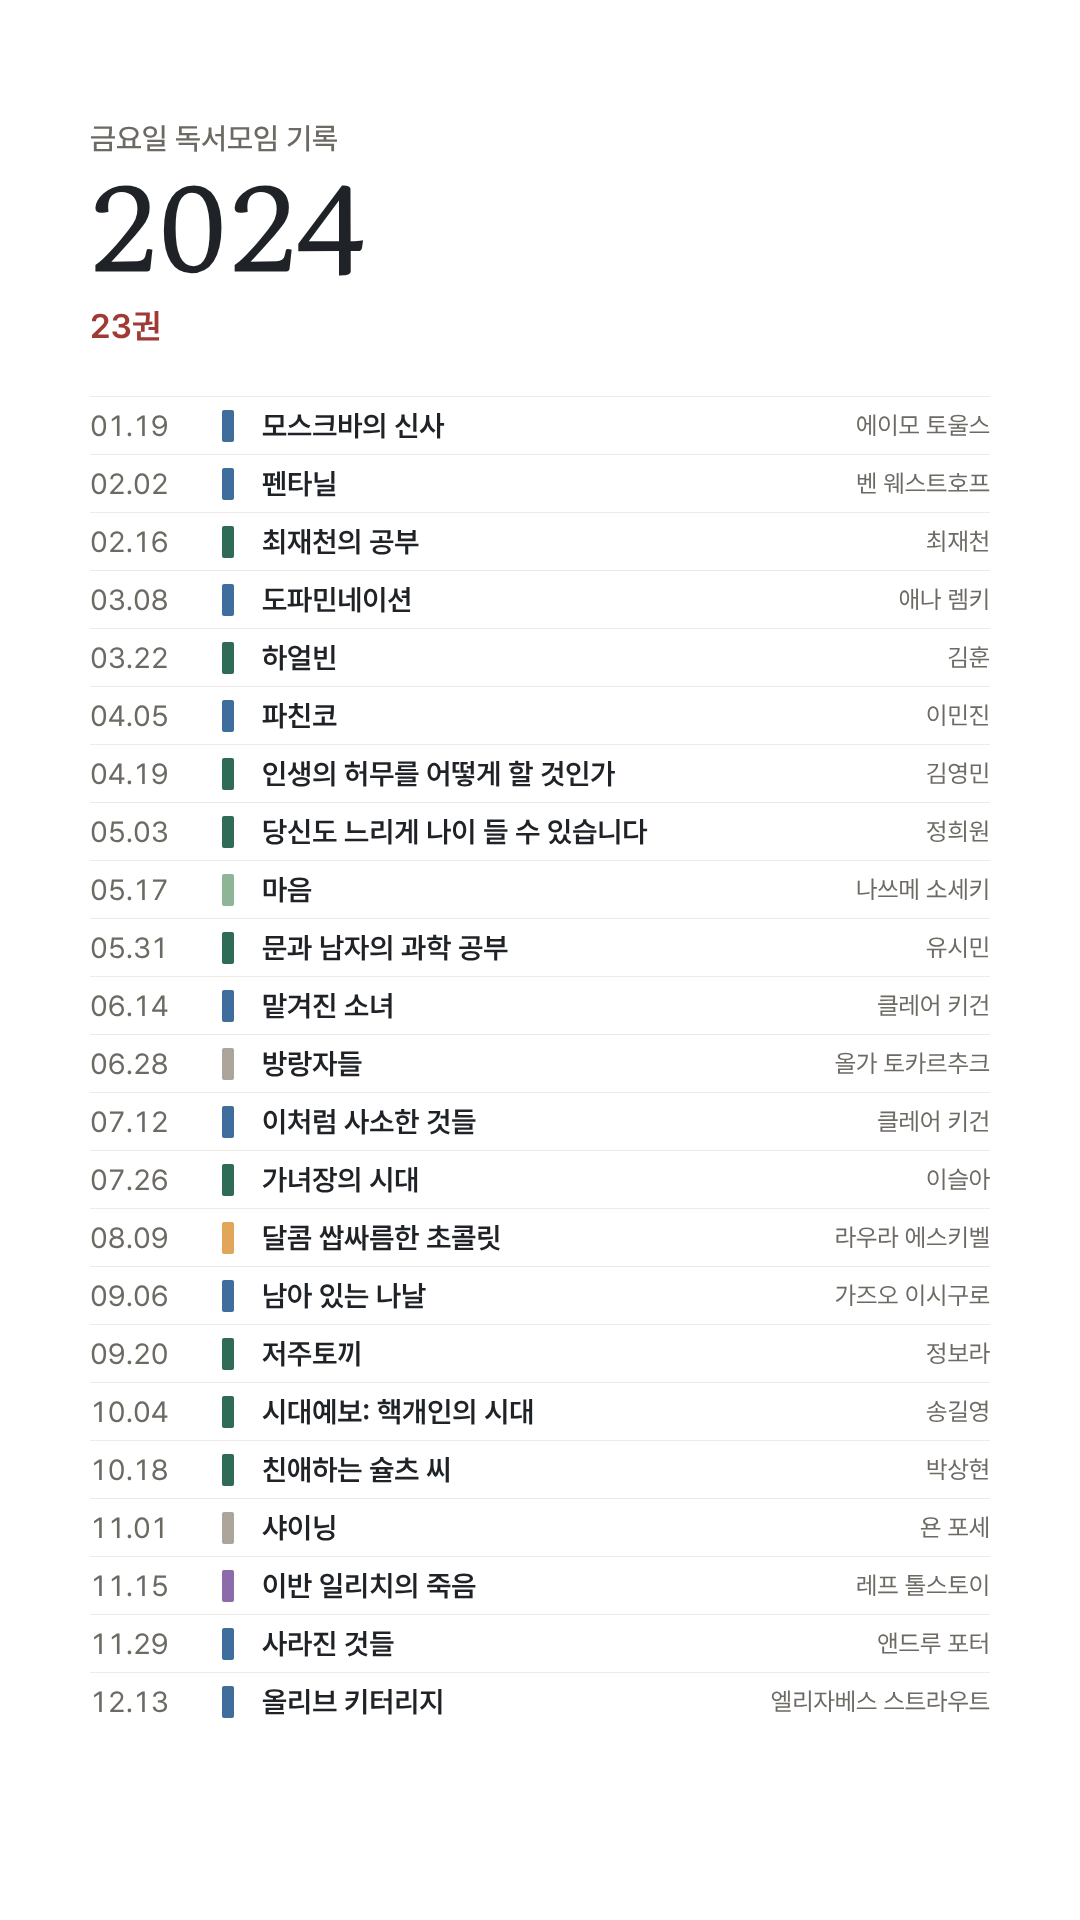 금요일 독서모임 기록
2024
23권
01.19 모스크바의 신사 에이모 토울스
02.02 펜타닐 벤 웨스트호프
02.16 최재천의 공부 최재천
03.08 도파민네이션 애나 렘키
03.22 하얼빈 김훈
04.05 파친코 이민진
04.19 인생의 허무를 어떻게 할 것인가 김영민
05.03 당신도 느리게 나이 들 수 있습니다 정희원
05.17 마음 나쓰메 소세키
05.31 문과 남자의 과학 공부 유시민
06.14 맡겨진 소녀 클레어 키건
06.28 방랑자들 올가 토카르추크
07.12 이처럼 사소한 것들 클레어 키건
07.26 가녀장의 시대 이슬아
08.09 달콤 쌉싸름한 초콜릿 라우라 에스키벨
09.06 남아 있는 나날 가즈오 이시구로
09.20 저주토끼 정보라
10.04 시대예보: 핵개인의 시대 송길영
10.18 친애하는 슐츠 씨 박상현
11.01 샤이닝 욘 포세
11.15 이반 일리치의 죽음 레프 톨스토이
11.29 사라진 것들 앤드루 포터
12.13 올리브 키터리지 엘리자베스 스트라우트